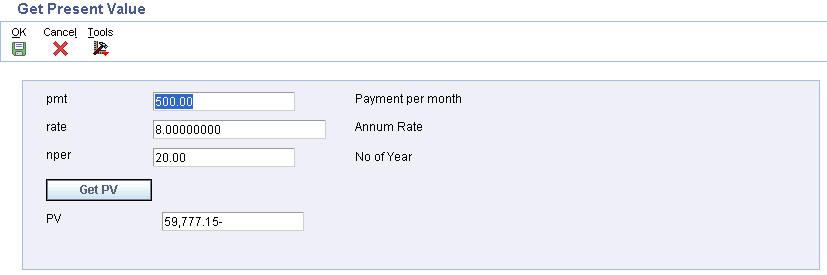 Get Present Value
OK Cancel Tools
pmt 500.00 Payment per month
rate 8.00000000 Annum Rate
nper 20.00 No of Year
Get PV
PV 59,777.15-